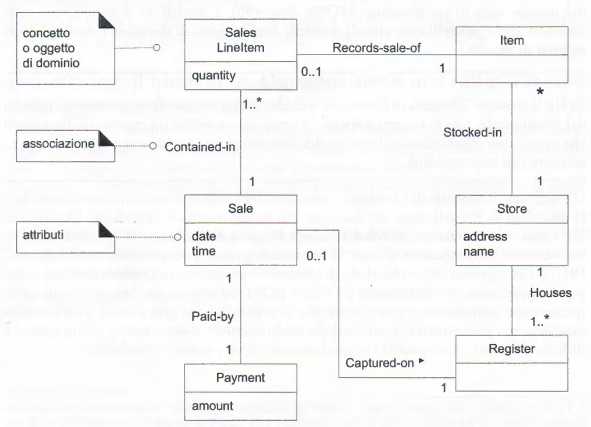 concetto
o oggetto
di dominio
Sales
LineItem
quantity
Records-sale-of
0..1
1
Item
1..*
*
associazione
Contained-in
Stocked-in
1
1
attributi
Sale
date
time
0..1
Store
address
name
1
1
Paid-by
Houses
1
1..*
Payment
amount
Captured-on ►
1
Register